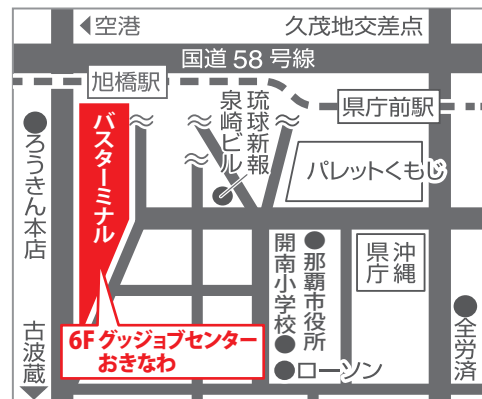 ◀空港
久茂地交差点
国道 58 号線
旭橋駅
県庁前駅
琉球新報
泉崎ビル
パレットくもじ
バスターミナル
●ろうきん本店
沖縄
県庁
●那覇市役所
開南小学校●
●ローソン
●全労済
6F グッジョブセンター
おきなわ
古波蔵